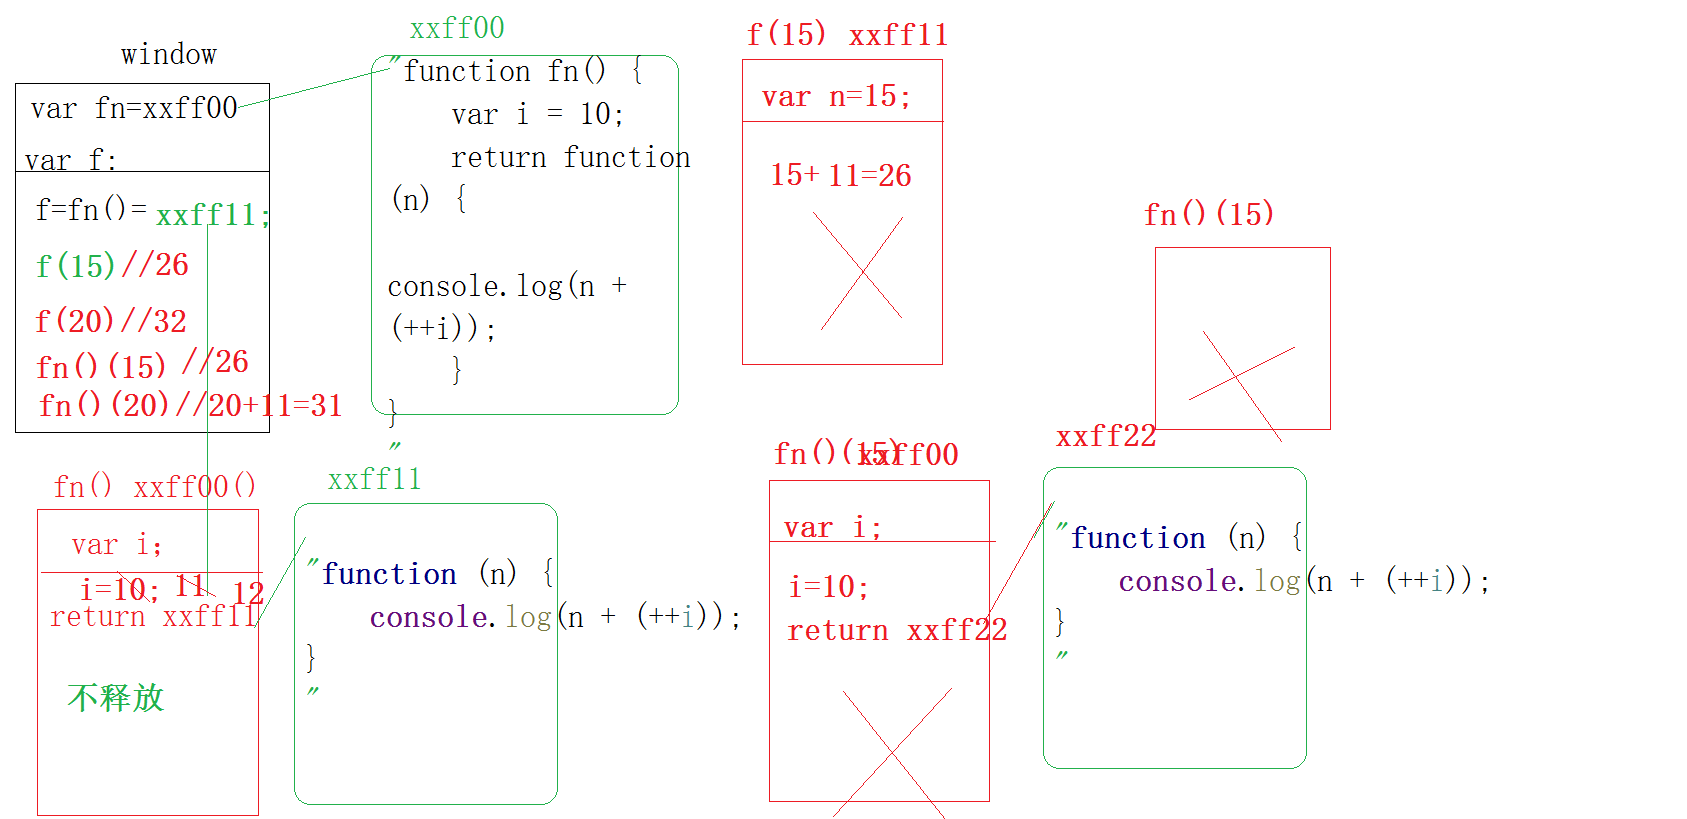 window
var fn=xxff00
var f:
f=fn()= xxff11;
f(15)//26
f(20)//32
fn()(15) //26
fn()(20)//20+11=31
xxff00
"function fn() {
var i = 10;
return function
(n) {
console.log(n +
(++i));
}
}
"
f(15) xxff11
var n=15;
15+ 11=26
fn()(15)
fn() xxff00()
var i;
i=10; 11 12
return xxff11
不释放
xxff11
"function (n) {
console.log(n + (++i));
}
"
fn()(15)xxff00
var i;
i=10;
return xxff22
xxff22
"function (n) {
console.log(n + (++i));
}
"